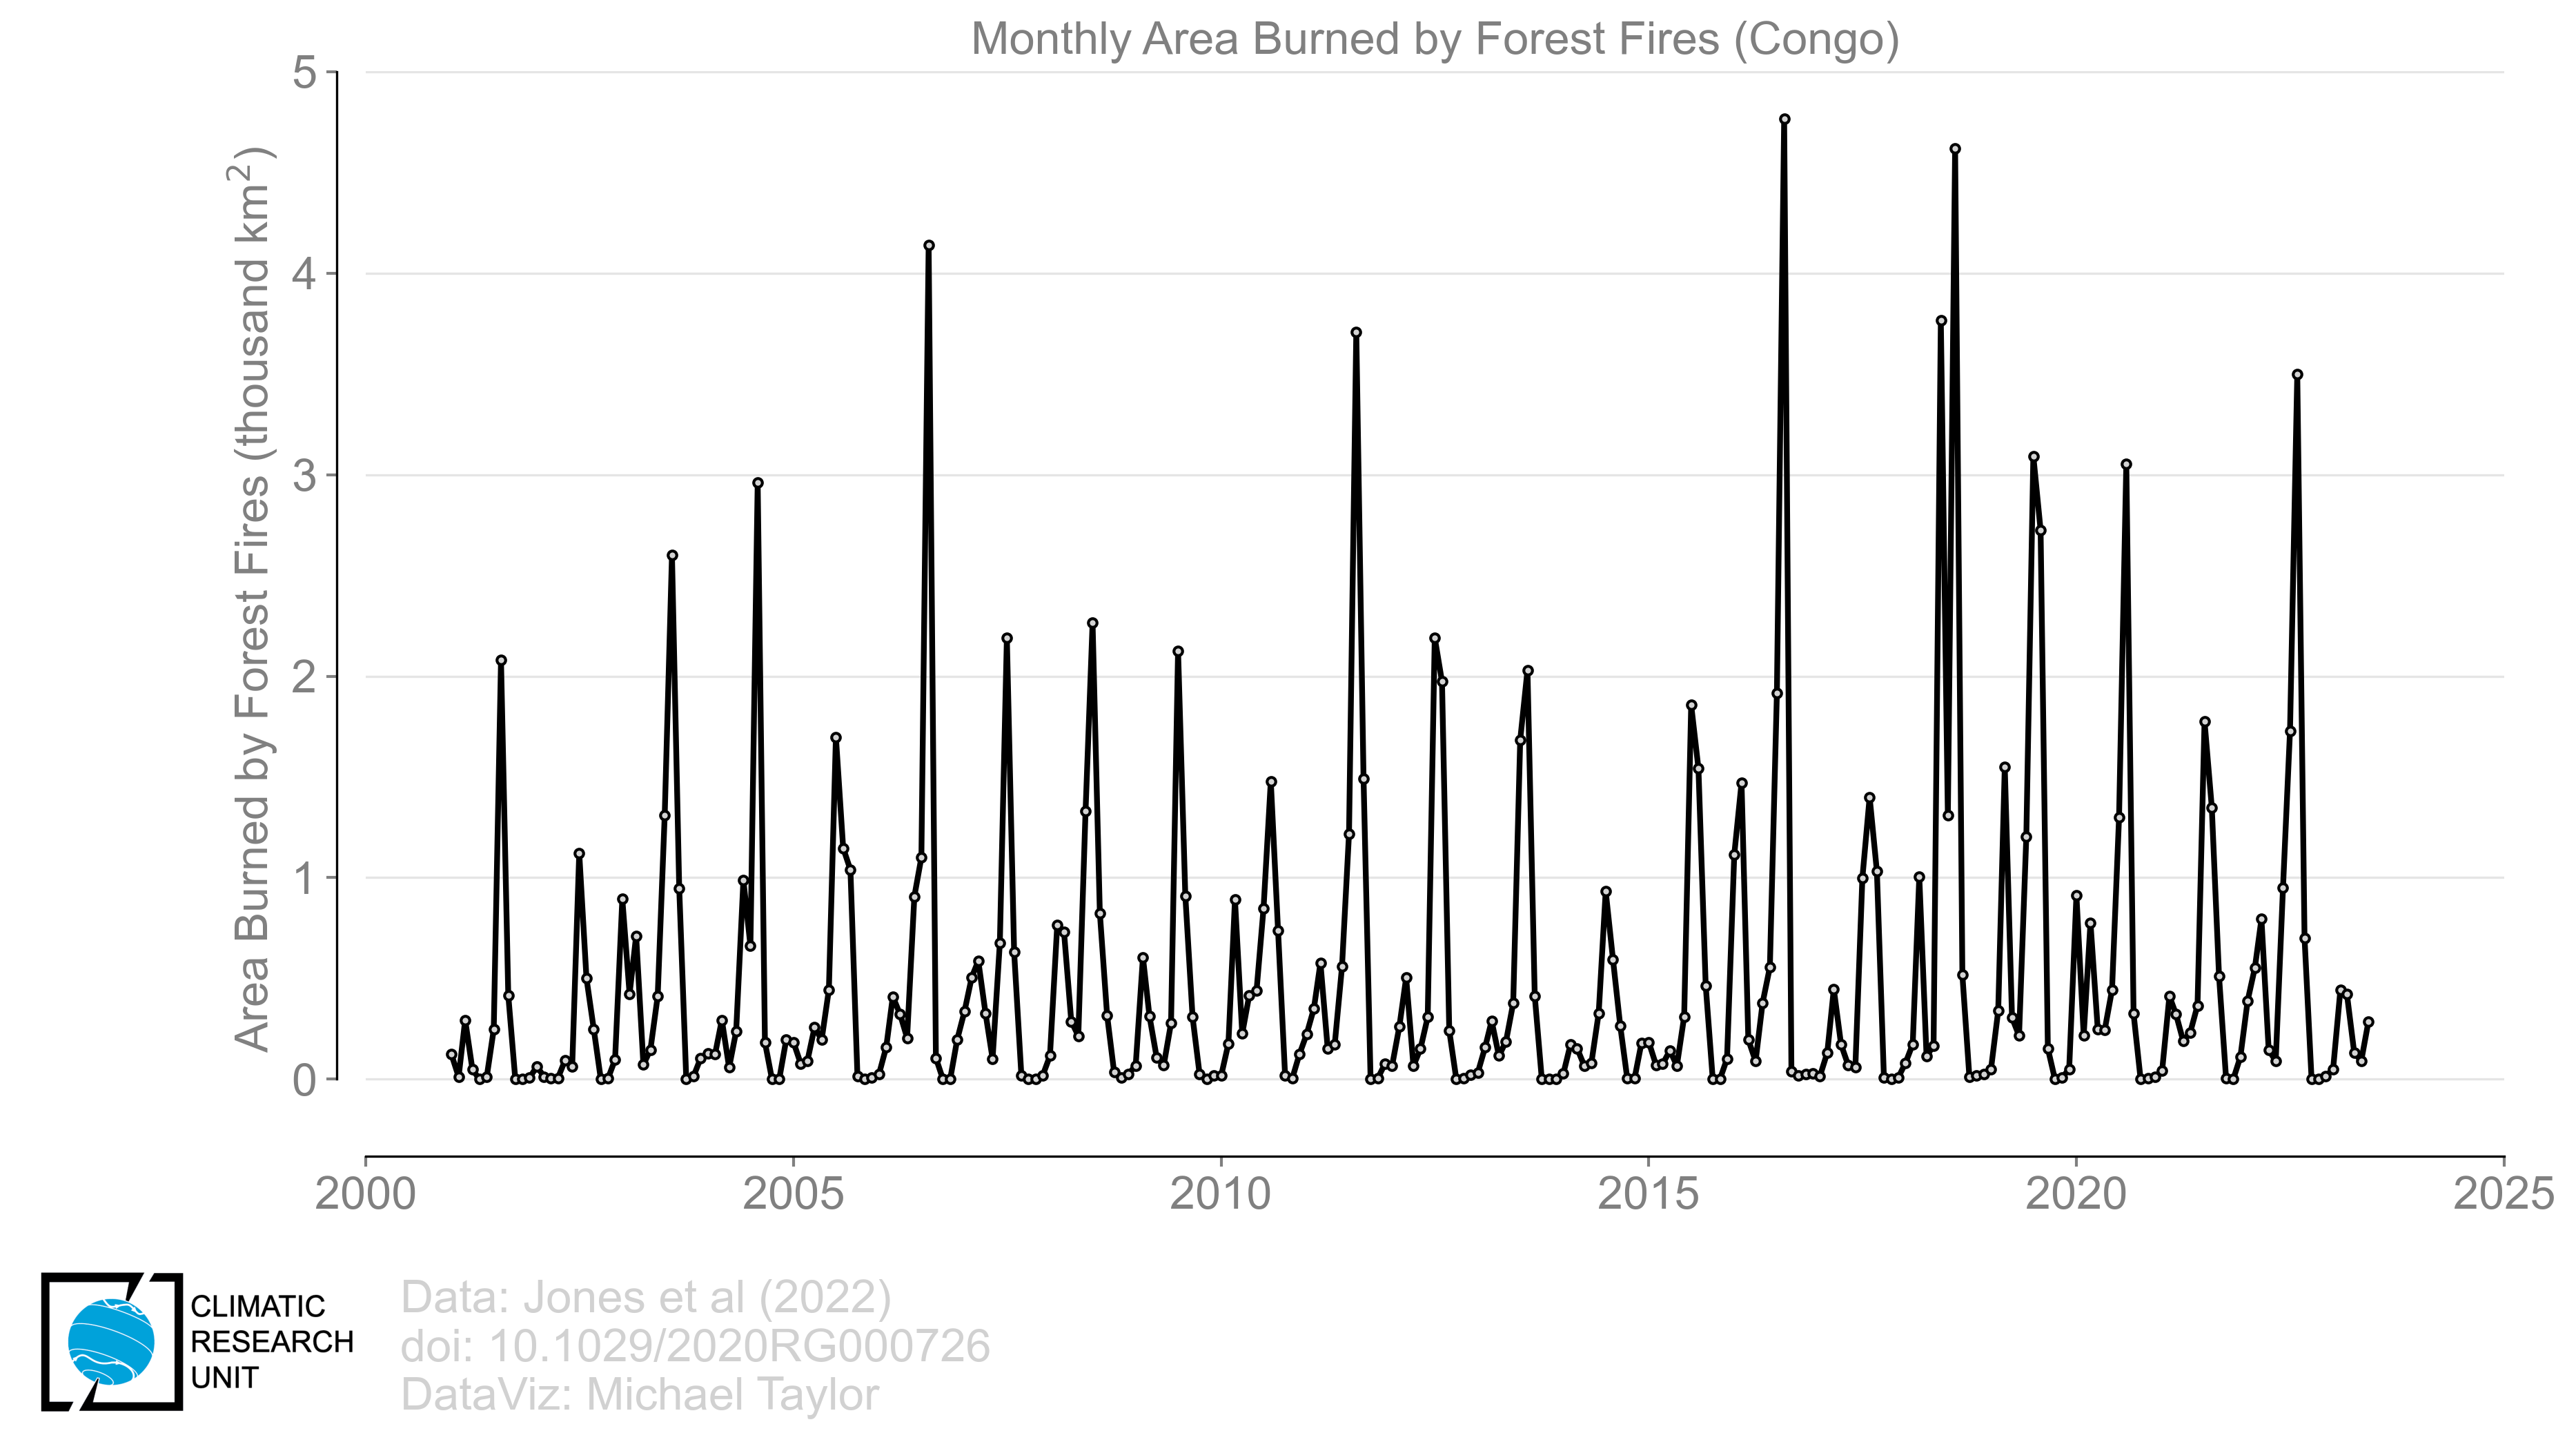 Monthly Area Burned by Forest Fires (Congo)
Area Burned by Forest Fires (thousand km²)
5
4
3
2
1
0
2000
2005
2010
2015
2020
2025
CLIMATIC
RESEARCH
UNIT
Data: Jones et al (2022)
doi: 10.1029/2020RG000726
DataViz: Michael Taylor